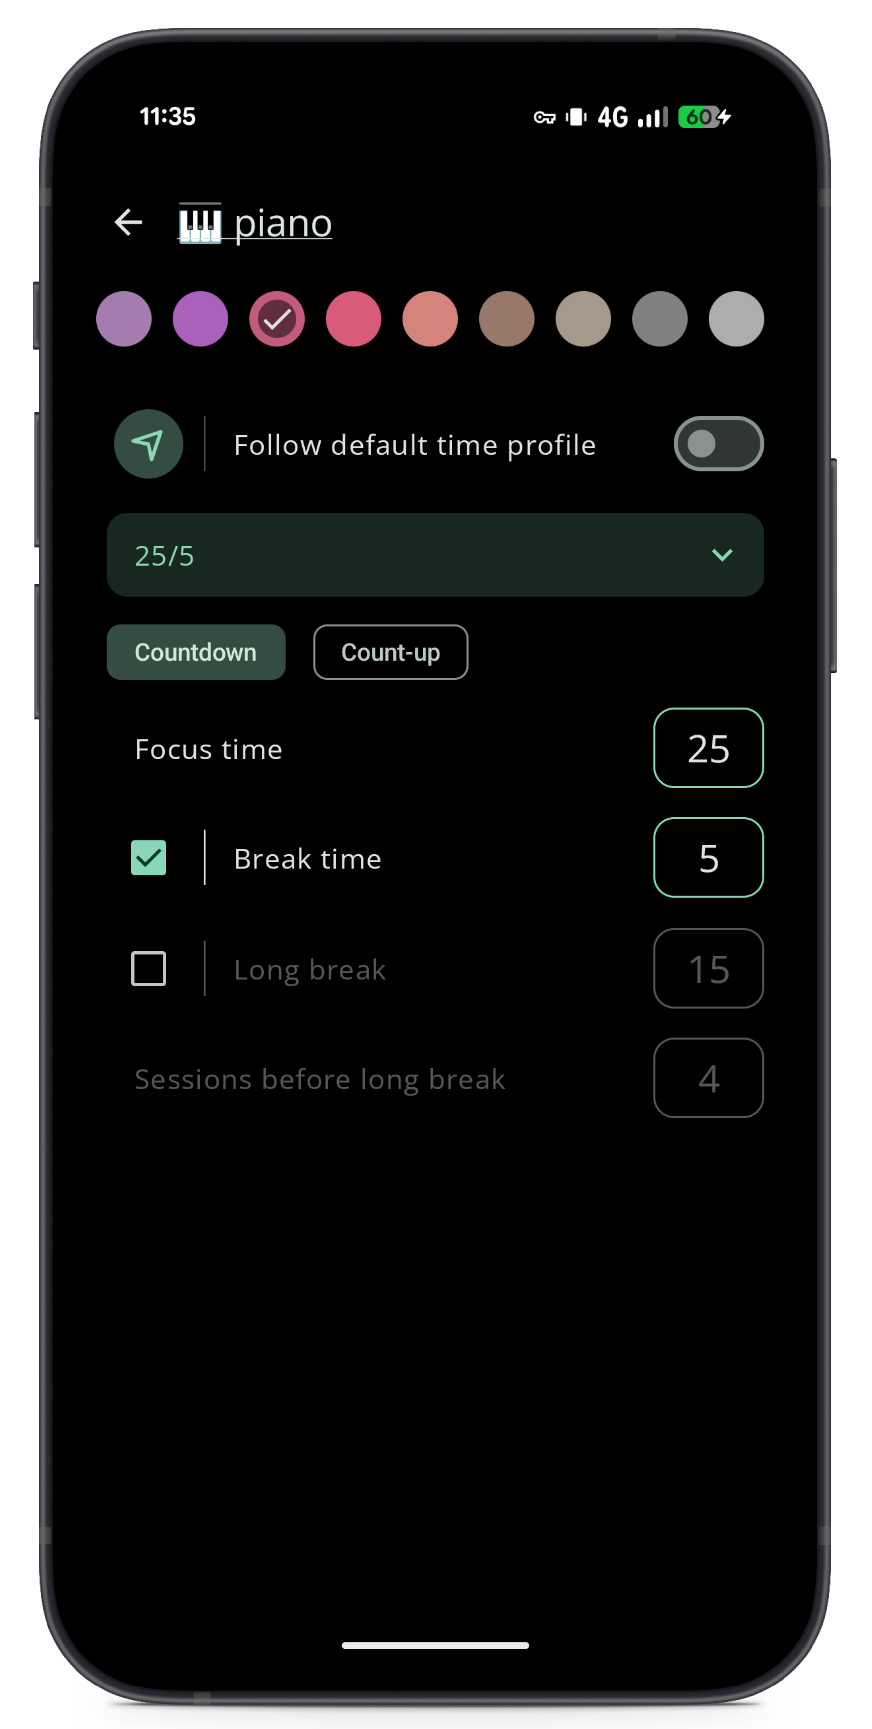 11:35 4G 60
🎹 piano
Follow default time profile
25/5
Countdown Count-up
Focus time 25
Break time 5
Long break 15
Sessions before long break 4